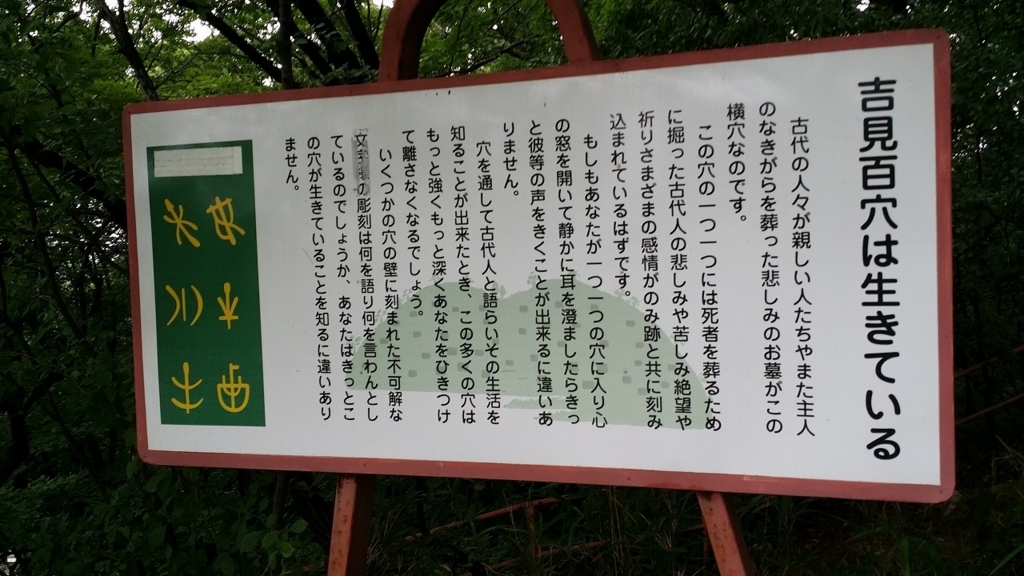 吉見百穴は生きている
古代の人々が親しい人たちやまた主人
のなきがらを葬った悲しみのお墓がこの
横穴なのです。
この穴の一つ一つには死者を葬るため
に掘った古代人の悲しみや苦しみ絶望や
祈りさまざまの感情がのみ跡と共に刻み
込まれているはずです。
もしもあなたが一つ一つの穴に入り心
の窓を開いて静かに耳を澄ましたらきっ
と彼等の声をきくことが出来るに違いあ
りません。
穴を通して古代人と語らいその生活を
知ることが出来たとき、この多くの穴は
もっと強くもっと深くあなたをひきつけ
て離さなくなるでしょう。
いくつかの穴の壁に刻まれた不可解な
の彫刻は何を語り何を言わんとし
ているのでしょうか、あなたはきっとこ
の穴が生きていることを知るに違いあり
ません。